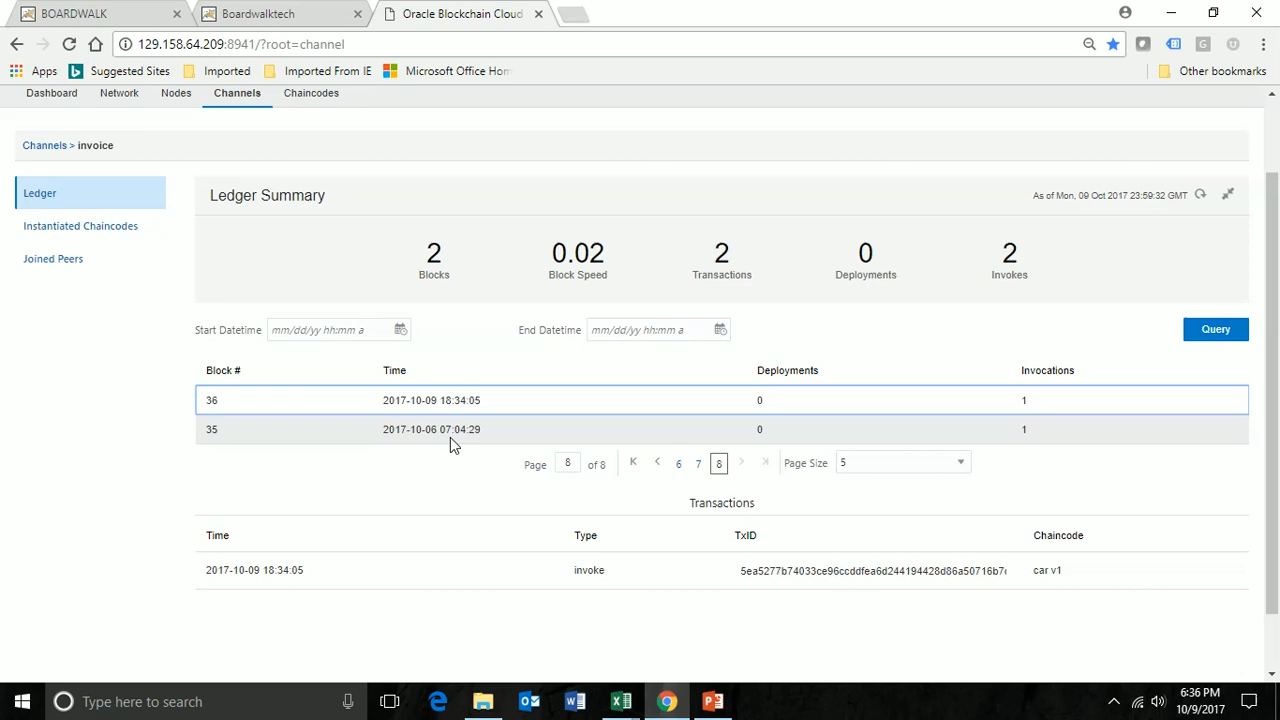 BOARDWALK
Boardwalktech
Oracle Blockchain Cloud
129.158.64.209:8941/?root=channel
Apps
Suggested Sites
Imported
Imported From IE
Microsoft Office Hom
Other bookmarks
Dashboard
Network
Nodes
Channels
Chaincodes
Channels > invoice
Ledger
Instantiated Chaincodes
Joined Peers
Ledger Summary
As of Mon, 09 Oct 2017 23:59:32 GMT
2 0.02 2 0 2
Blocks Block Speed Transactions Deployments Invokes
Start Datetime mm/dd/yy hh:mm a End Datetime mm/dd/yy hh:mm a Query
Block # Time Deployments Invocations
36 2017-10-09 18:34:05 0 1
35 2017-10-06 07:04:29 0 1
Page 8 of 8 6 7 8 Page Size 5
Transactions
Time Type TxID Chaincode
2017-10-09 18:34:05 invoke 5ea5277b74033ce96ccddfea6d244194428d86a50716b7 car v1
Type here to search
6:36 PM
10/9/2017